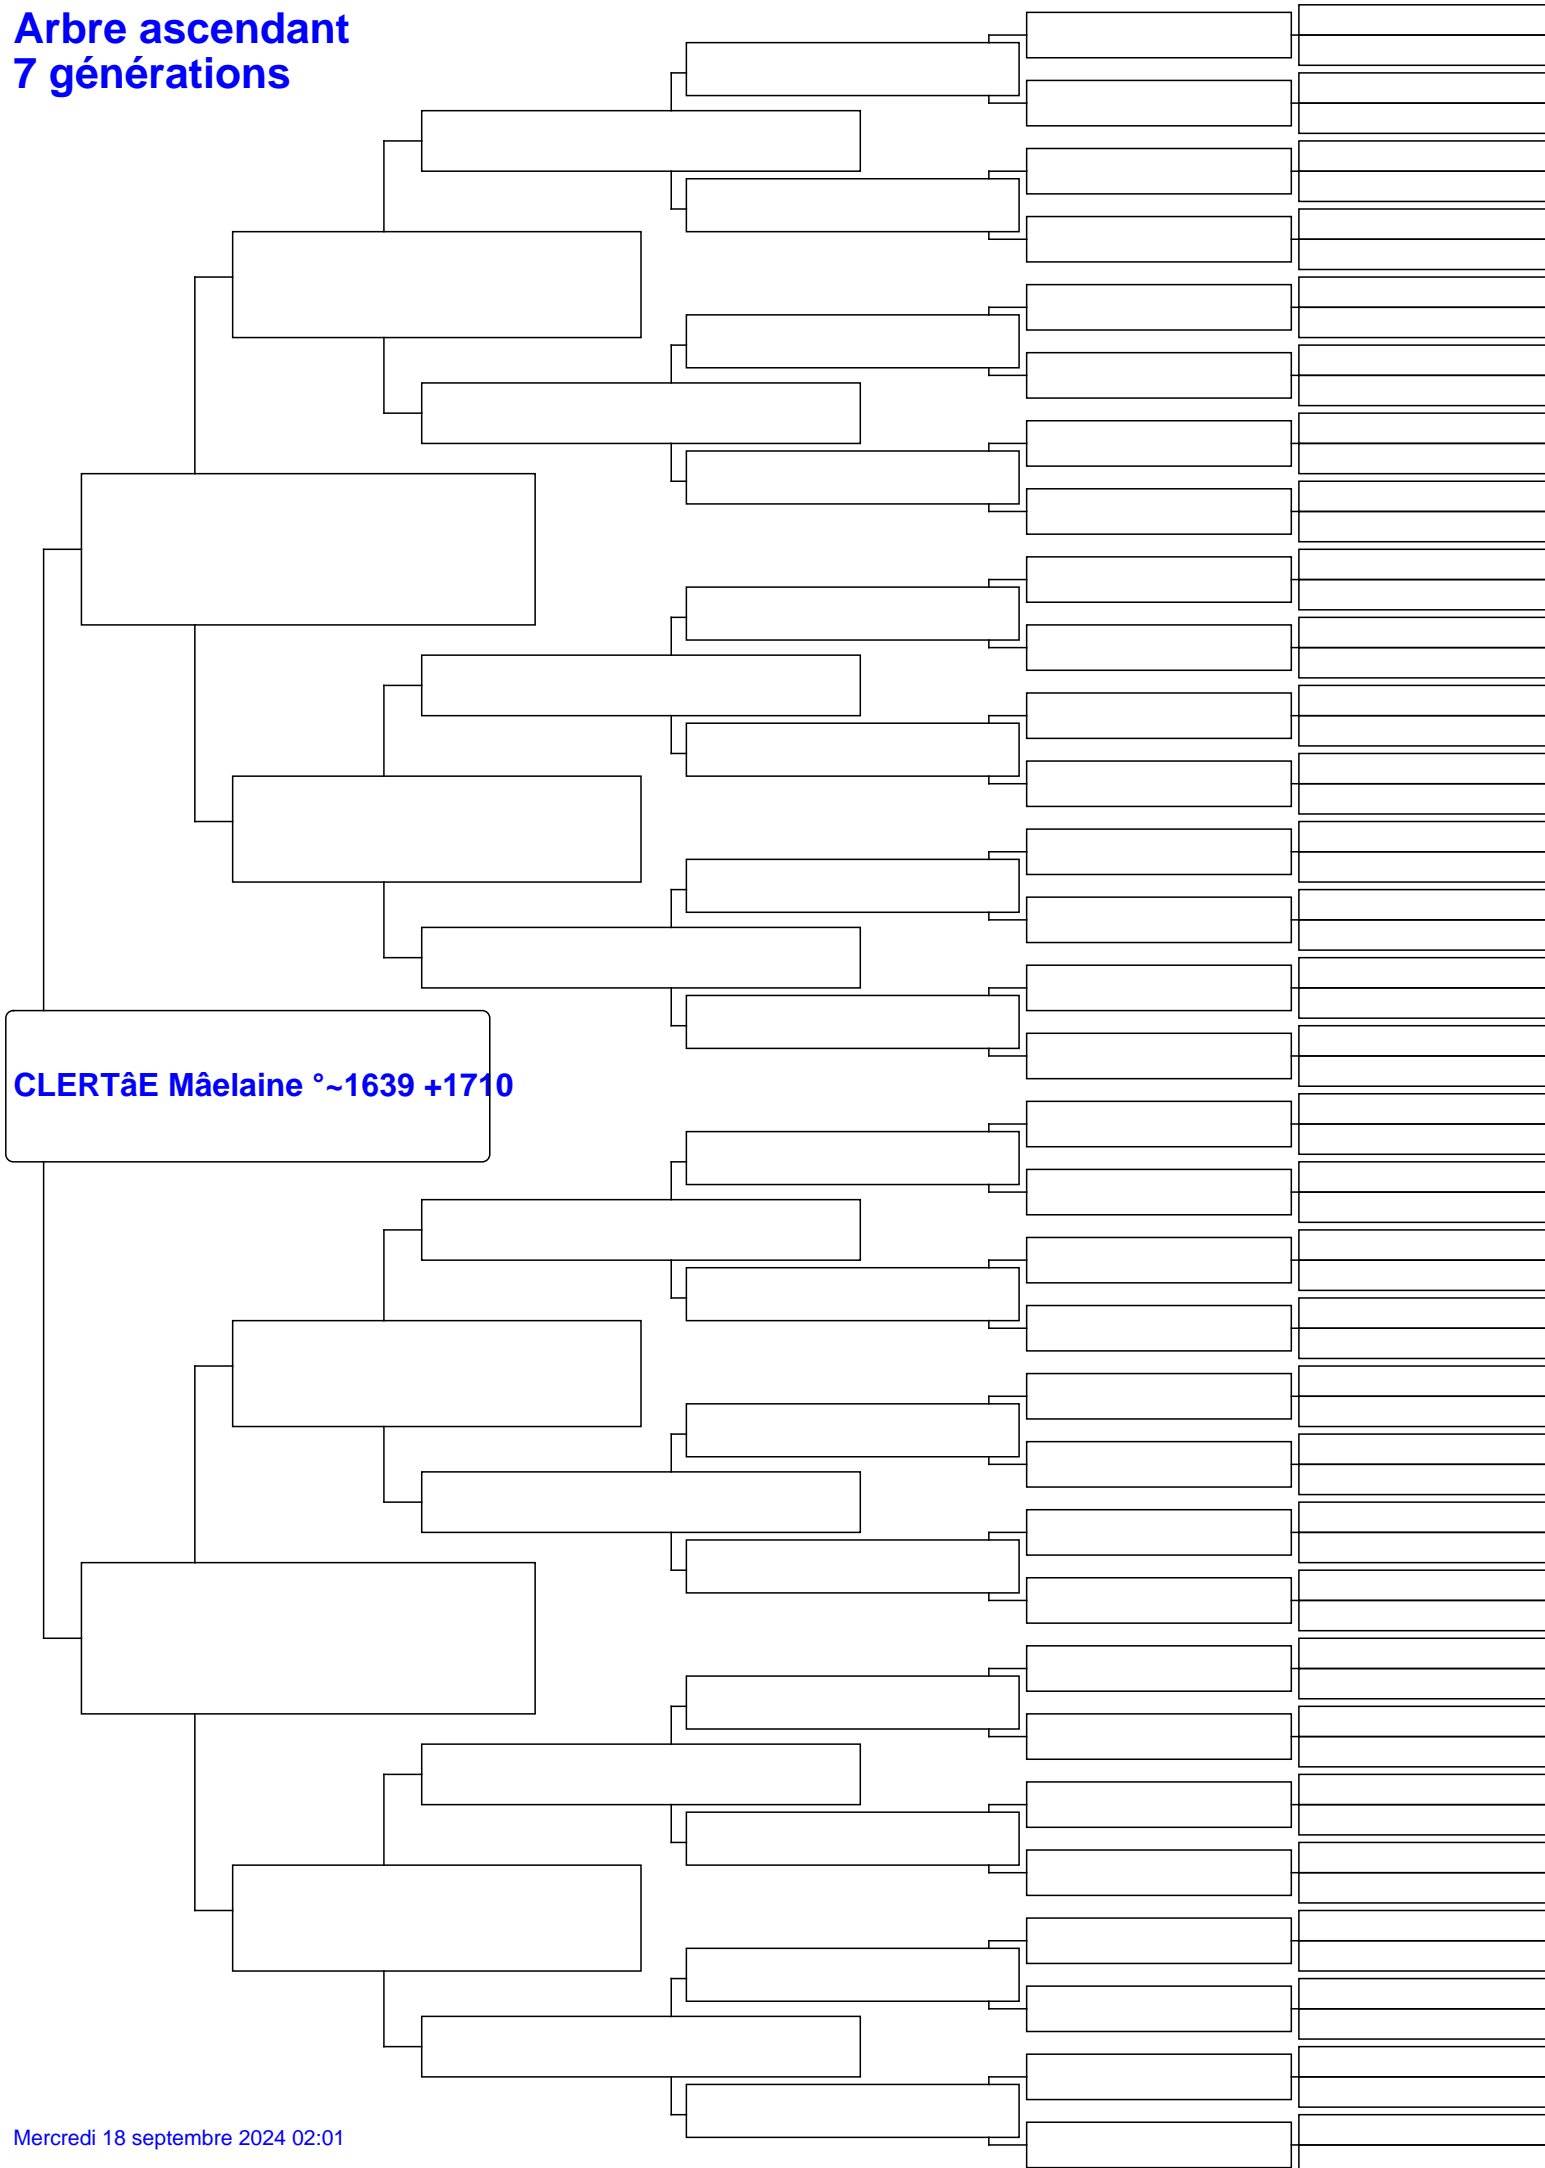 Arbre ascendant
7 générations
CLERTâE Mâelaine °~1639 +1710
Mercredi 18 septembre 2024 02:01